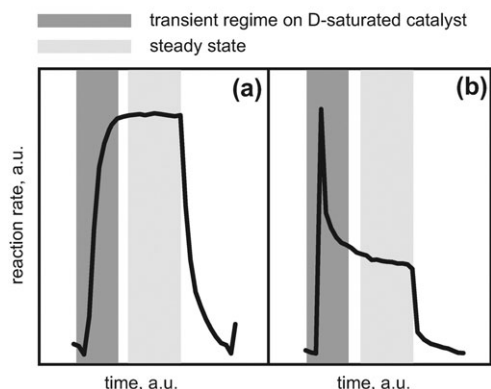 transient regime on D-saturated catalyst
steady state
(a)
(b)
reaction rate, a.u.
time, a.u.
time, a.u.